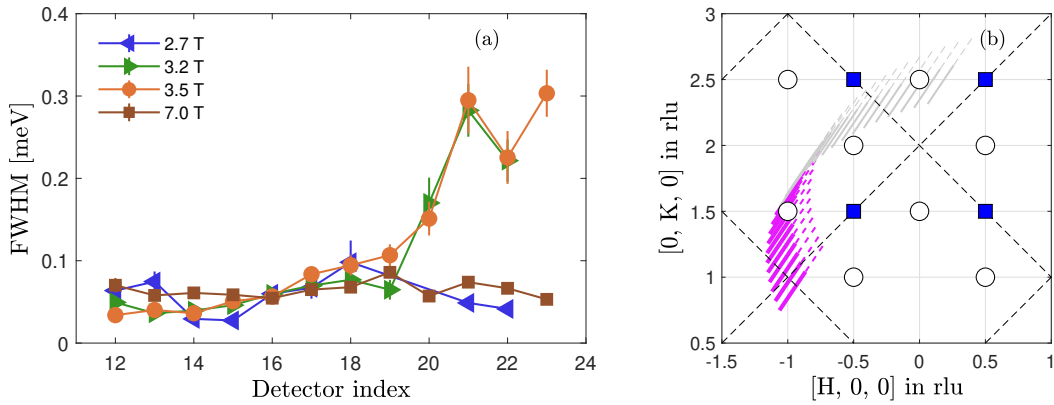 (a)
2.7 T
3.2 T
3.5 T
7.0 T
FWHM [meV]
0.4
0.3
0.2
0.1
0
12 14 16 18 20 22 24
Detector index
(b)
[0, K, 0] in rlu
3
2.5
2
1.5
1
0.5
-1.5 -1 -0.5 0 0.5 1
[H, 0, 0] in rlu